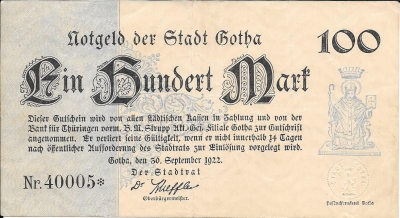 Notgeld der Stadt Gotha
100
Ein Hundert Mark
Dieser Gutschein wird von allen städtischen Kassen in Zahlung und von der
Bank für Thüringen vorm. B. M. Strupp Akt.-Ges. Filiale Gotha zur Gutschrift
angenommen. Er verliert seine Gültigkeit, wenn er nicht innerhalb 14 Tagen
nach öffentlicher Aufforderung des Stadtrats zur Einlösung vorgelegt wird.
Gotha, den 30. September 1922.
Der Stadtrat
Nr. 40005*
Oberbürgermeister.